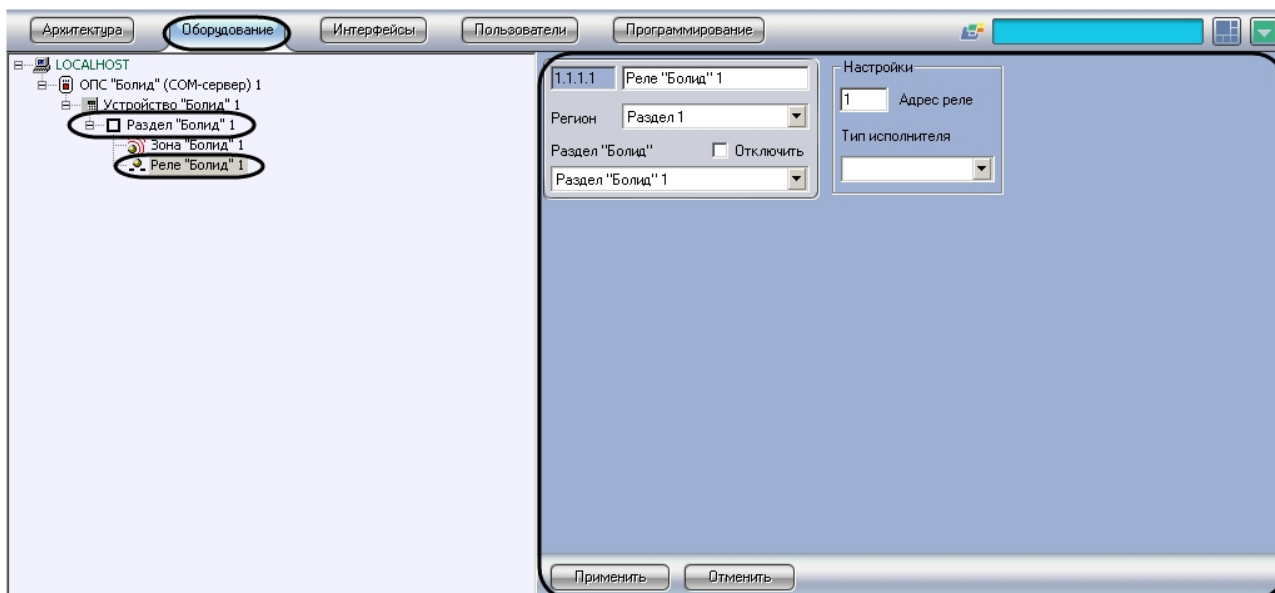 Архитектура Оборудование Интерфейсы Пользователи Программирование
LOCALHOST
ОПС "Болид" (COM-сервер) 1
Устройство "Болид" 1
Раздел "Болид" 1
Зона "Болид" 1
Реле "Болид" 1
1.1.1.1 Реле "Болид" 1
Регион Раздел 1
Раздел "Болид" Отключить
Раздел "Болид" 1
Настройки
1 Адрес реле
Тип исполнителя
Применить Отменить